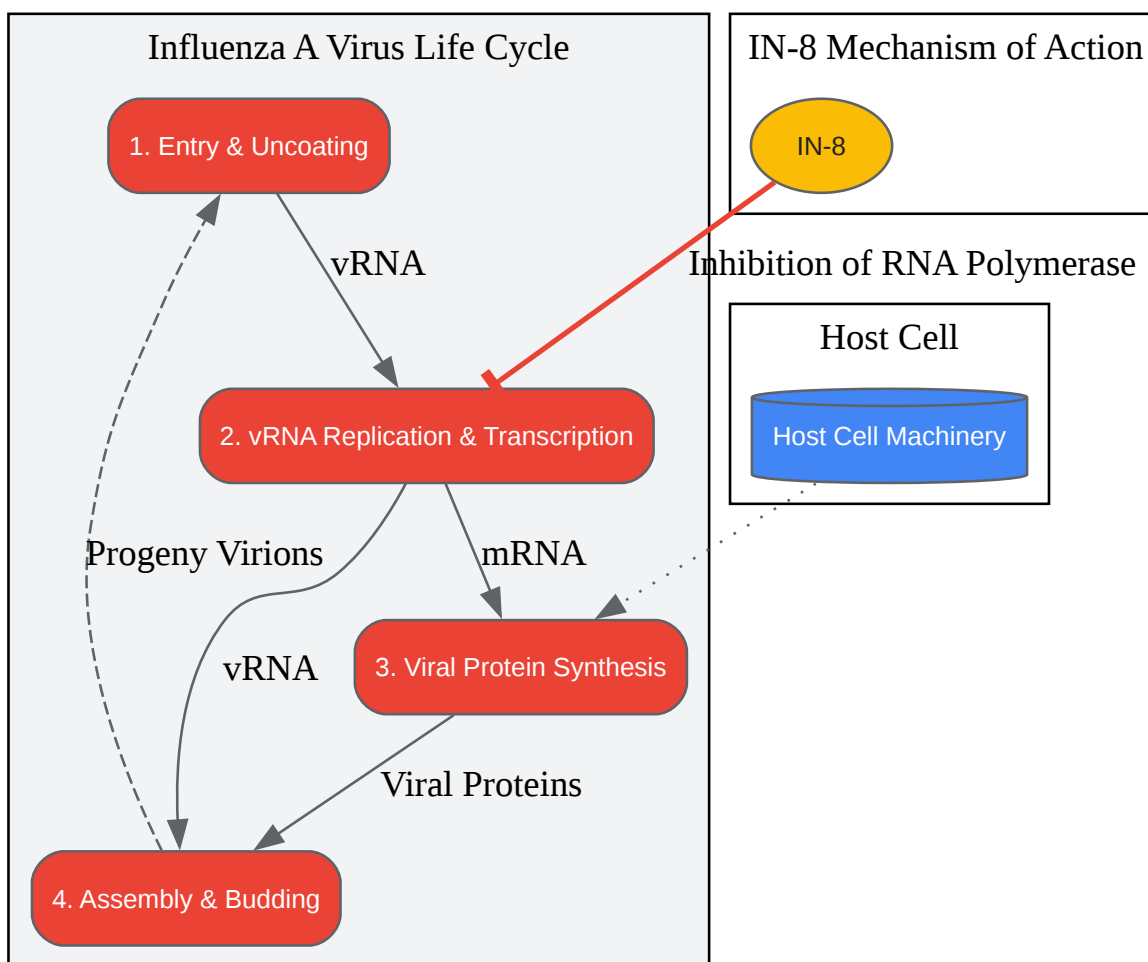 Influenza A Virus Life Cycle
IN-8 Mechanism of Action
1. Entry & Uncoating
IN-8
vRNA
Inhibition of RNA Polymerase
Host Cell
2. vRNA Replication & Transcription
Host Cell Machinery
Progeny Virions
mRNA
vRNA
3. Viral Protein Synthesis
Viral Proteins
4. Assembly & Budding